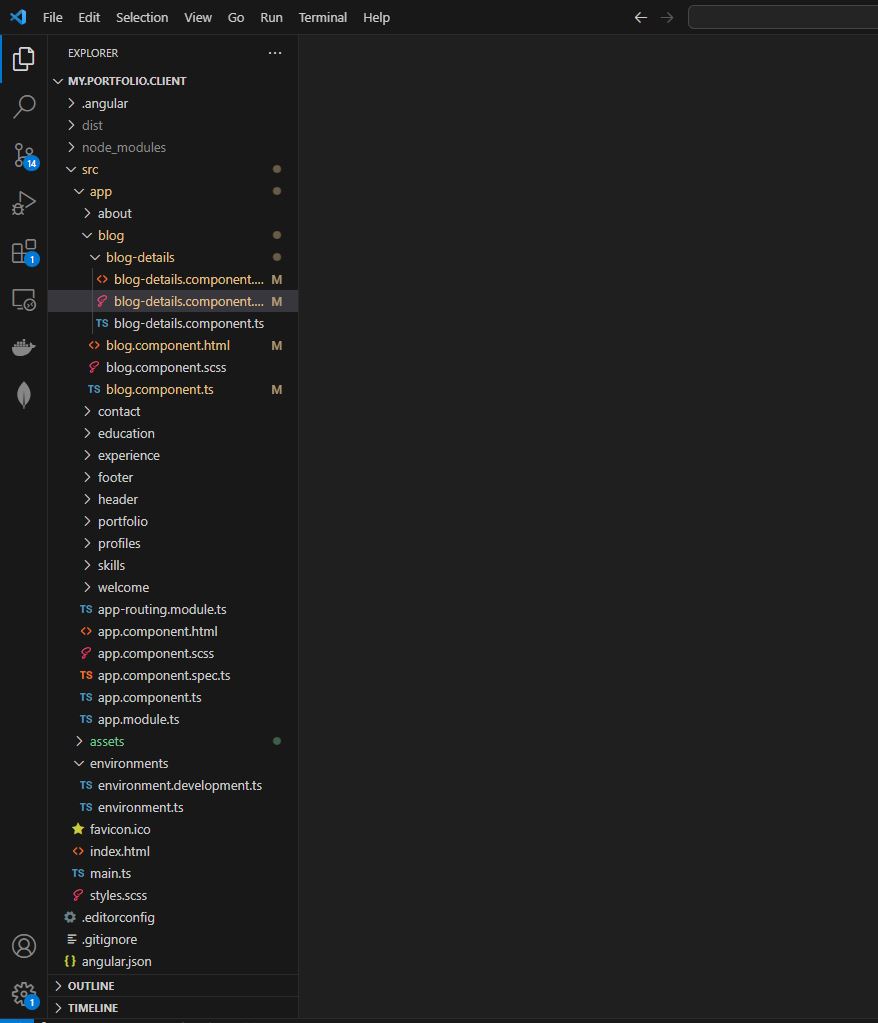 File Edit Selection View Go Run Terminal Help
EXPLORER ...
MY.PORTFOLIO.CLIENT
.angular
dist
node_modules
14
src
app
about
blog
1
blog-details
blog-details.component.... M
blog-details.component.... M
TS blog-details.component.ts
blog.component.html M
blog.component.scss
TS blog.component.ts M
contact
education
experience
footer
header
portfolio
profiles
skills
welcome
TS app-routing.module.ts
app.component.html
app.component.scss
TS app.component.spec.ts
TS app.component.ts
TS app.module.ts
assets
environments
TS environment.development.ts
TS environment.ts
favicon.ico
index.html
TS main.ts
styles.scss
.editorconfig
.gitignore
{} angular.json
OUTLINE
1
TIMELINE